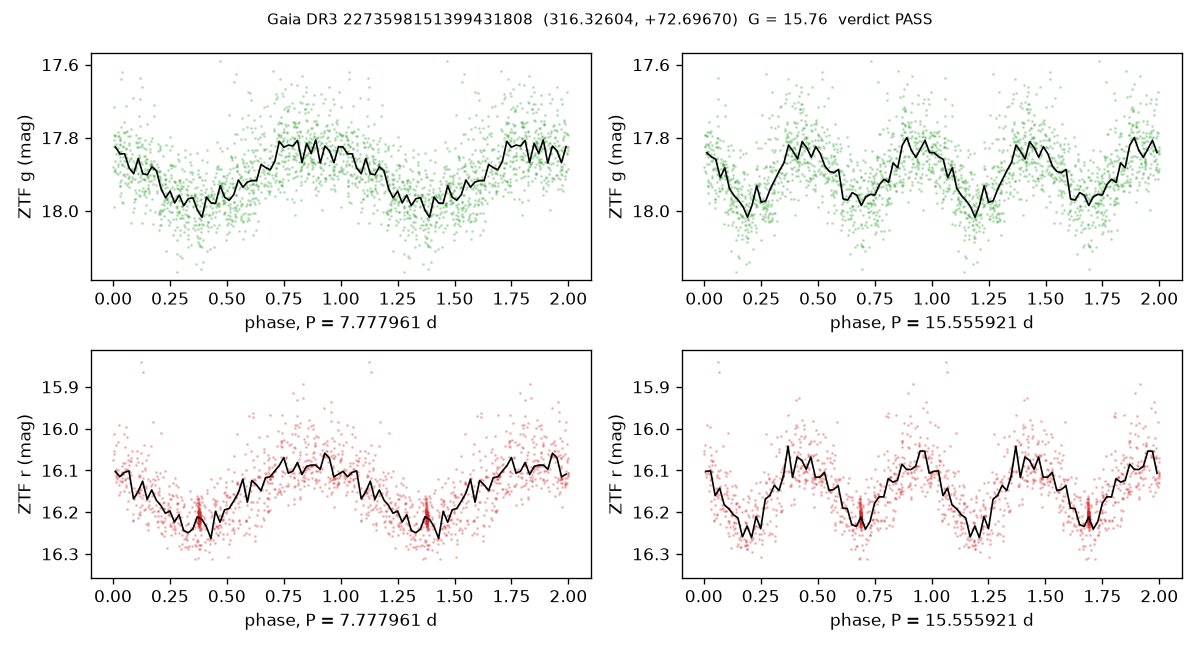 Gaia DR3 2273598151399431808 (316.32604, +72.69670) G = 15.76 verdict PASS
ZTF g (mag)
17.6
17.8
18.0
0.00 0.25 0.50 0.75 1.00 1.25 1.50 1.75 2.00
phase, P = 7.777961 d
ZTF g (mag)
17.6
17.8
18.0
0.00 0.25 0.50 0.75 1.00 1.25 1.50 1.75 2.00
phase, P = 15.555921 d
ZTF r (mag)
15.9
16.0
16.1
16.2
16.3
0.00 0.25 0.50 0.75 1.00 1.25 1.50 1.75 2.00
phase, P = 7.777961 d
ZTF r (mag)
15.9
16.0
16.1
16.2
16.3
0.00 0.25 0.50 0.75 1.00 1.25 1.50 1.75 2.00
phase, P = 15.555921 d